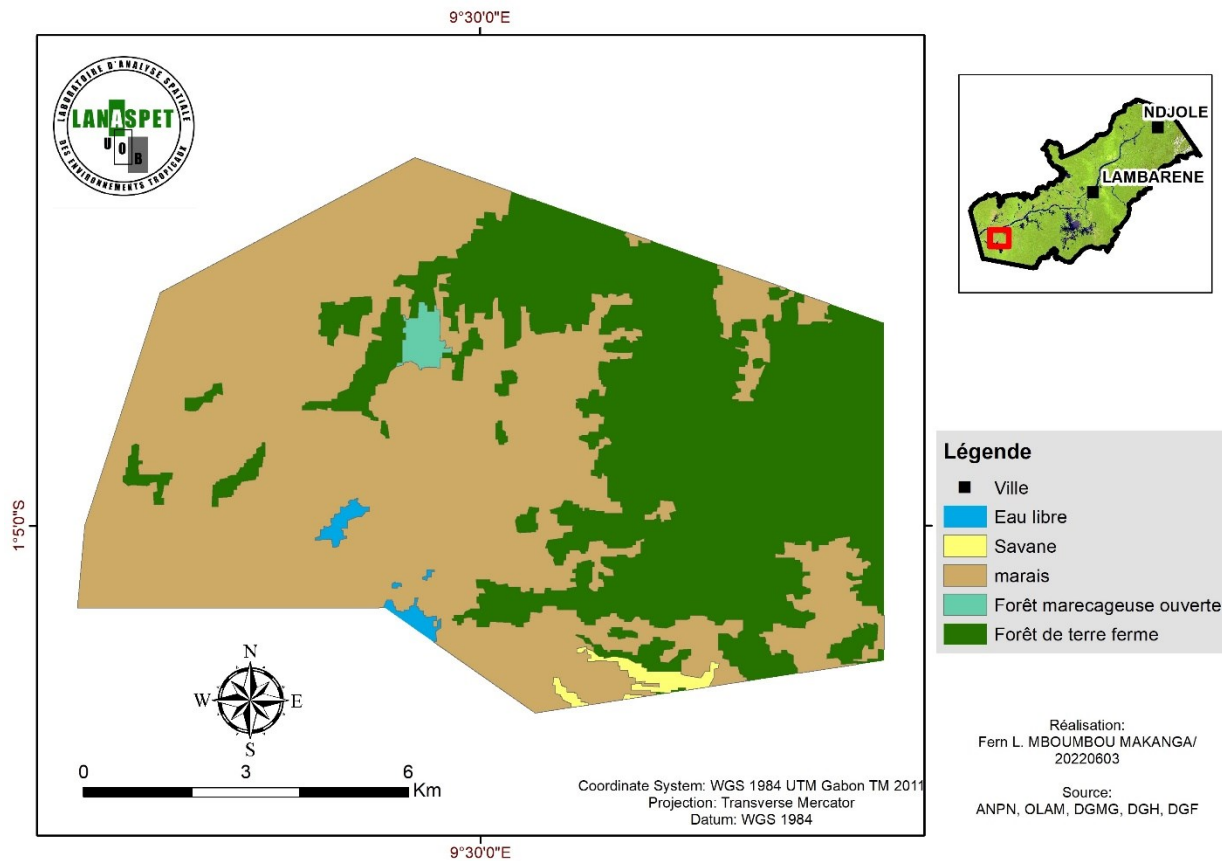 9°30'0"E
LABORATOIRE D'ANALYSE SPATIALE
LANASPET
U
O
B
DES ENVIRONNEMENTS TROPICAUX
NDJOLE
LAMBARENE
1°5'0"S
Légende
Ville
Eau libre
Savane
marais
Forêt marecageuse ouverte
Forêt de terre ferme
N
W E
S
0 3 6
Km
Coordinate System: WGS 1984 UTM Gabon TM 2011
Projection: Transverse Mercator
Datum: WGS 1984
Réalisation:
Fern L. MBOUMBOU MAKANGA/
20220603
Source:
ANPN, OLAM, DGMG, DGH, DGF
9°30'0"E